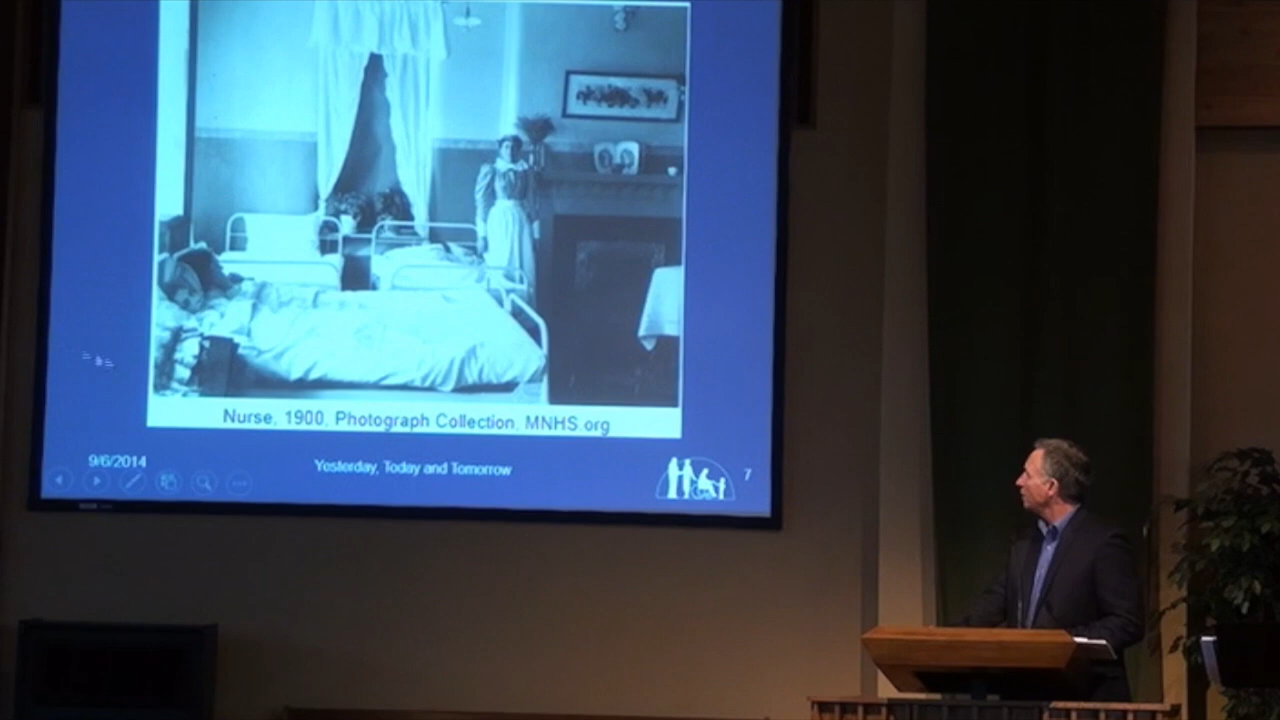 Nurse, 1900, Photograph Collection, MNHS.org
9/6/2014
Yesterday, Today and Tomorrow
7